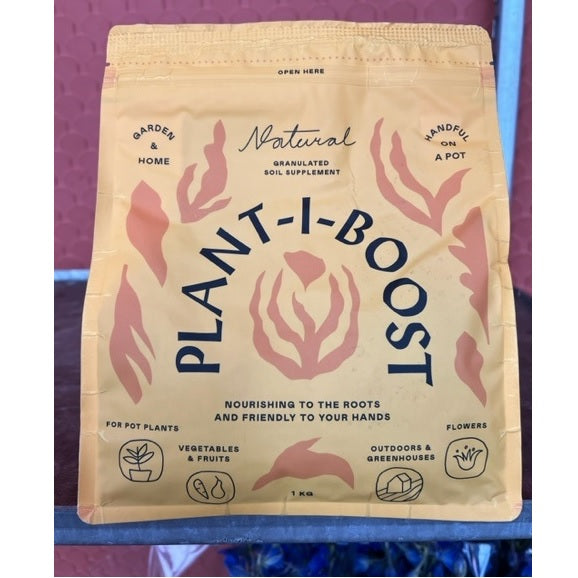 OPEN HERE
GARDEN
&
HOME
Natural
GRANULATED
SOIL SUPPLEMENT
HANDFUL
ON
A POT
PLANT-I-BOOST
NOURISHING TO THE ROOTS
AND FRIENDLY TO YOUR HANDS
FOR POT PLANTS
VEGETABLES
& FRUITS
OUTDOORS &
GREENHOUSES
FLOWERS
1 KG